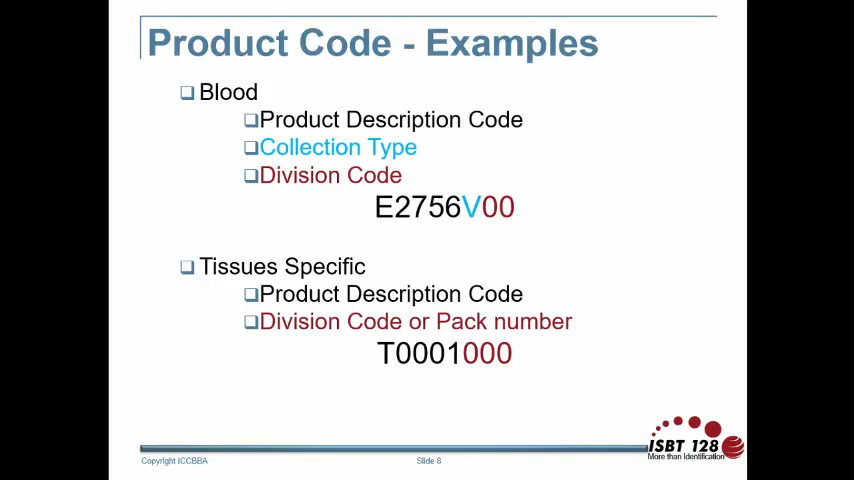 Product Code - Examples
Blood
Product Description Code
Collection Type
Division Code
E2756V00
Tissues Specific
Product Description Code
Division Code or Pack number
T0001000
ISBT 128
More than Identification
Copyright ICCBBA
Slide 8